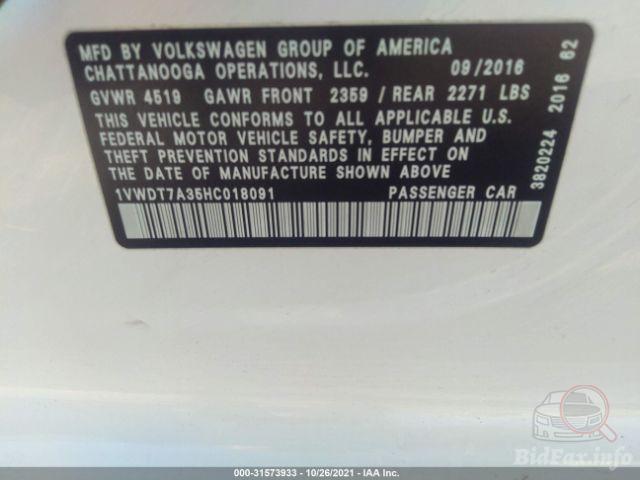 MFD BY VOLKSWAGEN GROUP OF AMERICA
CHATTANOOGA OPERATIONS, LLC. 09/2016
GVWR 4519 GAWR FRONT 2359 / REAR 2271 LBS
THIS VEHICLE CONFORMS TO ALL APPLICABLE U.S.
FEDERAL MOTOR VEHICLE SAFETY, BUMPER AND
THEFT PREVENTION STANDARDS IN EFFECT ON
THE DATE OF MANUFACTURE SHOWN ABOVE
1VWDT7A35HC018091 PASSENGER CAR
3820224 2016 62
BidFax.info
000-31573933 - 10/26/2021 - IAA Inc.